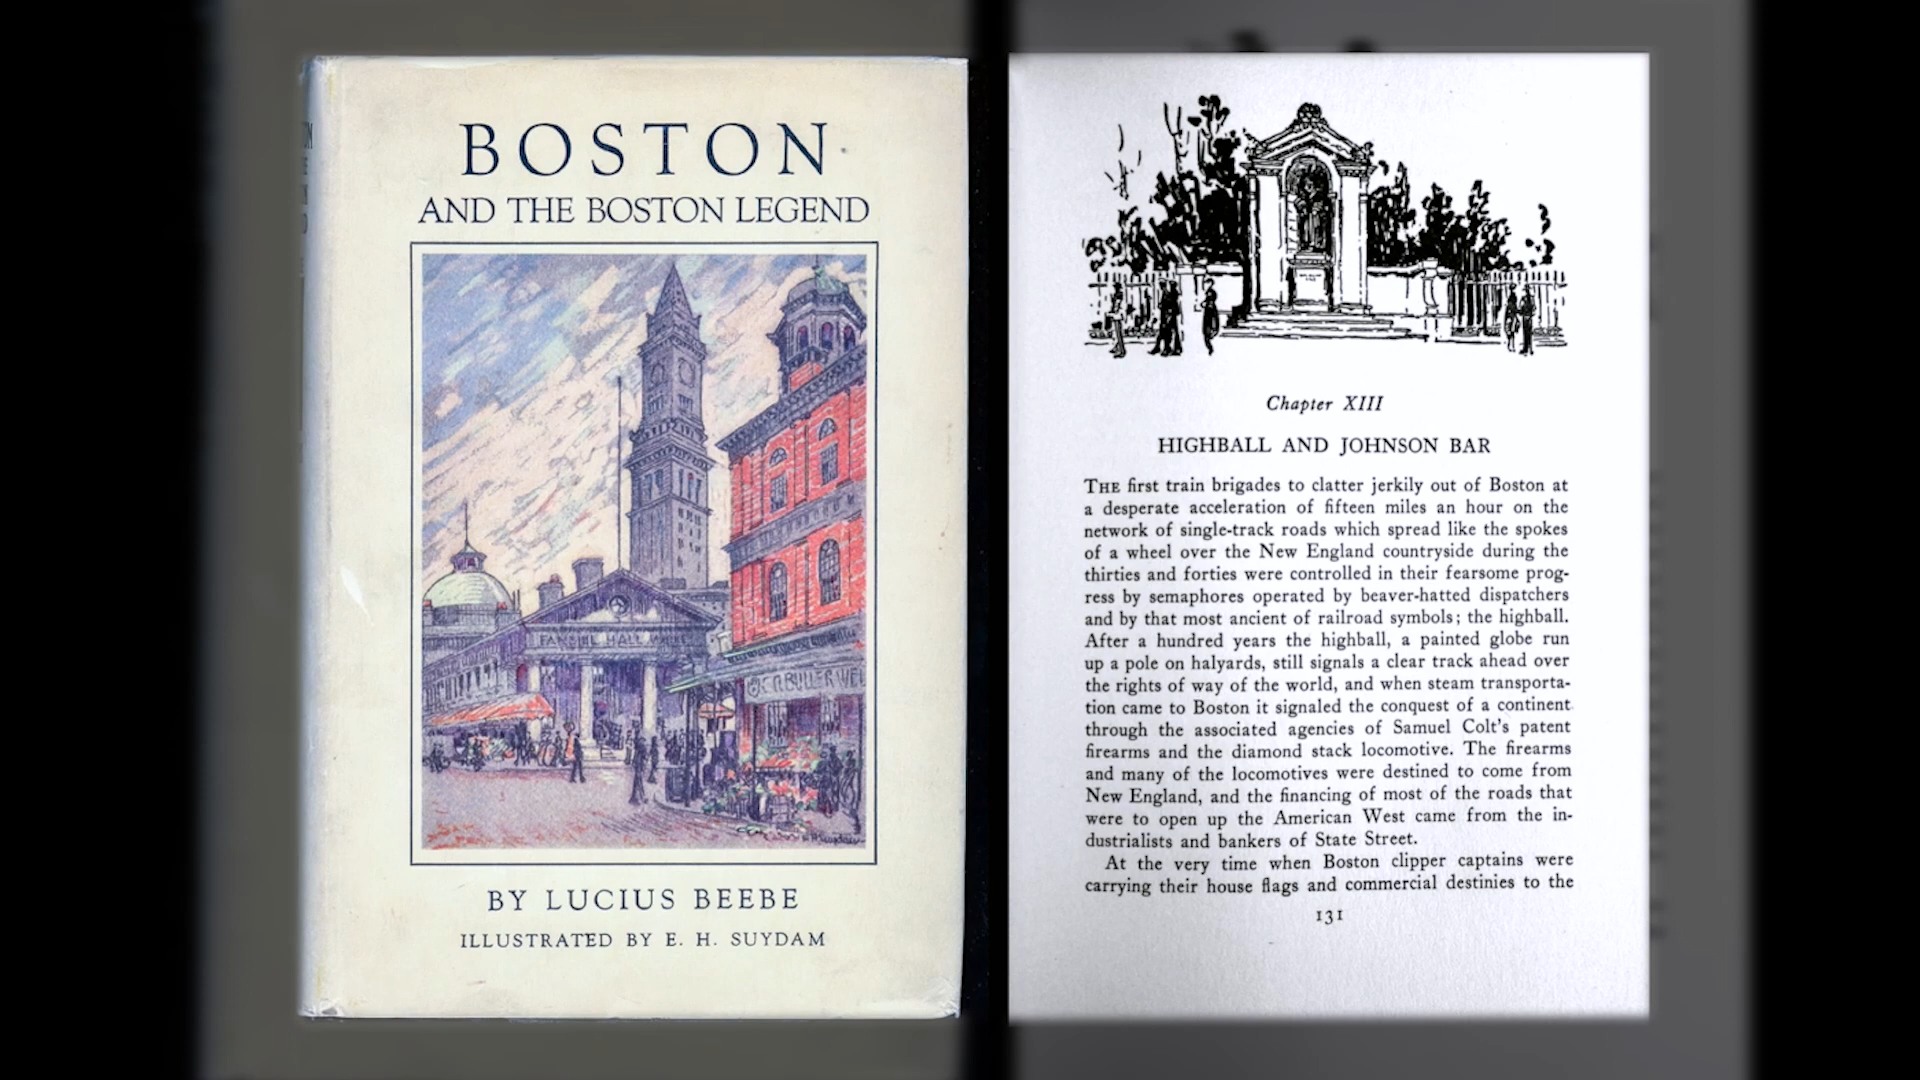 BOSTON
AND THE BOSTON LEGEND
FANEUIL HALL
BY LUCIUS BEEBE
ILLUSTRATED BY E. H. SUYDAM
Chapter XIII
HIGHBALL AND JOHNSON BAR
THE first train brigades to clatter jerkily out of Boston at
a desperate acceleration of fifteen miles an hour on the
network of single-track roads which spread like the spokes
of a wheel over the New England countryside during the
thirties and forties were controlled in their fearsome prog-
ress by semaphores operated by beaver-hatted dispatchers
and by that most ancient of railroad symbols; the highball.
After a hundred years the highball, a painted globe run
up a pole on halyards, still signals a clear track ahead over
the rights of way of the world, and when steam transporta-
tion came to Boston it signaled the conquest of a continent
through the associated agencies of Samuel Colt's patent
firearms and the diamond stack locomotive. The firearms
and many of the locomotives were destined to come from
New England, and the financing of most of the roads that
were to open up the American West came from the in-
dustrialists and bankers of State Street.
At the very time when Boston clipper captains were
carrying their house flags and commercial destinies to the
131